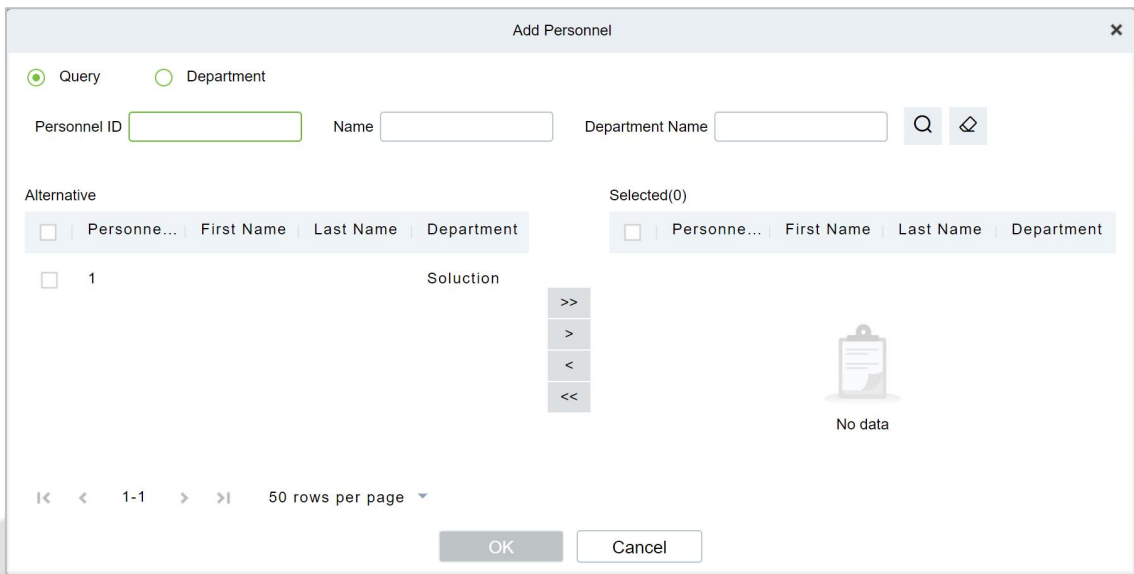 Add Personnel
Query Department
Personnel ID Name Department Name
Alternative Selected(0)
Personne... First Name Last Name Department Personne... First Name Last Name Department
1 Soluction
>>
>
<
<<
No data
1-1 50 rows per page
OK Cancel